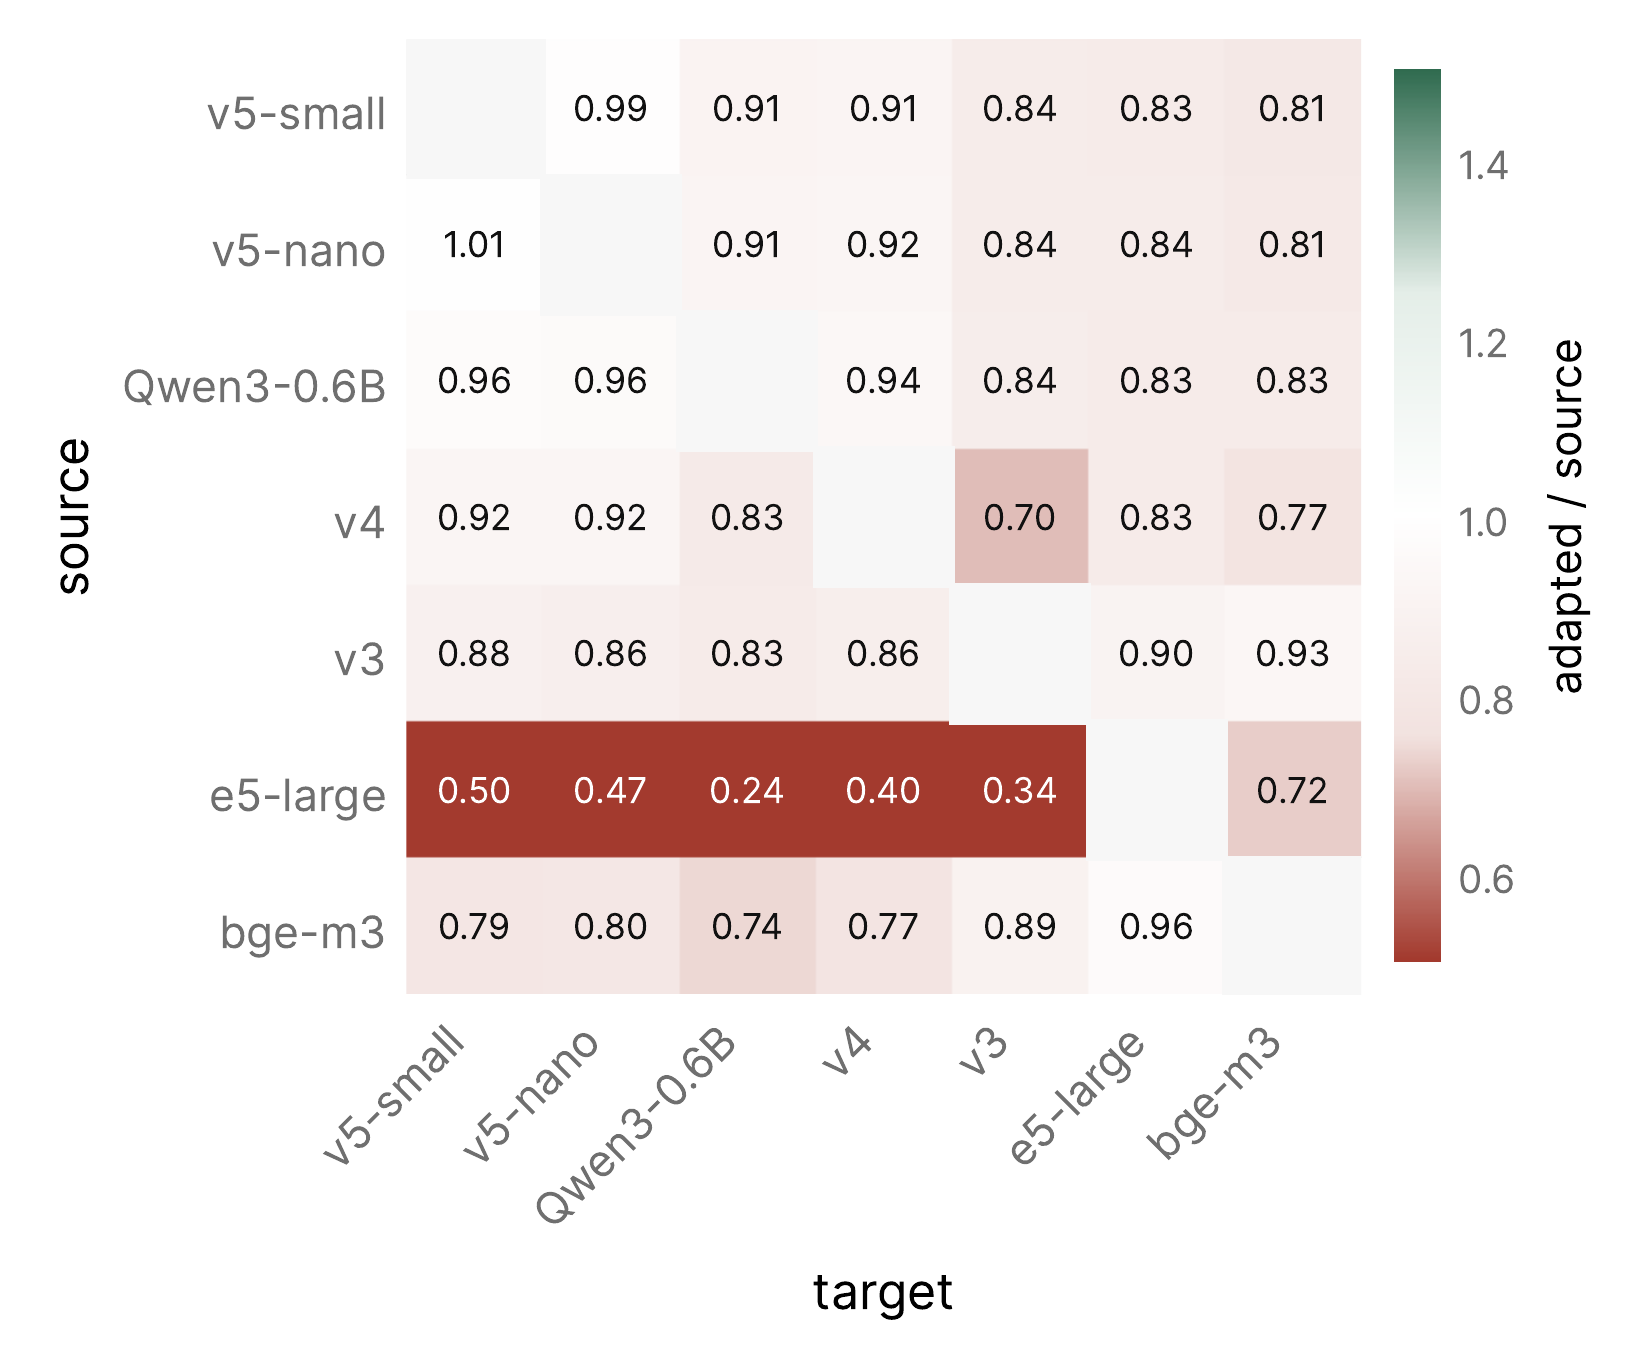 v5-small 0.99 0.91 0.91 0.84 0.83 0.81
v5-nano 1.01 0.91 0.92 0.84 0.84 0.81
Qwen3-0.6B 0.96 0.96 0.94 0.84 0.83 0.83
v4 0.92 0.92 0.83 0.70 0.83 0.77
v3 0.88 0.86 0.83 0.86 0.90 0.93
e5-large 0.50 0.47 0.24 0.40 0.34 0.72
bge-m3 0.79 0.80 0.74 0.77 0.89 0.96
source
v5-small v5-nano Qwen3-0.6B v4 v3 e5-large bge-m3
target
1.4
1.2
1.0
0.8
0.6
adapted / source